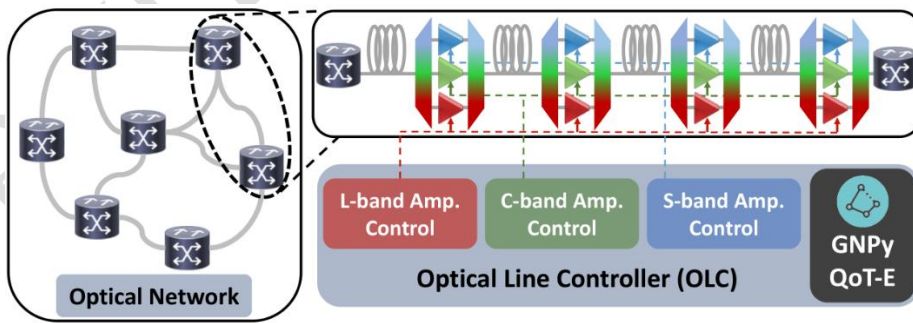 Optical Network
L-band Amp.
Control
C-band Amp.
Control
S-band Amp.
Control
Optical Line Controller (OLC)
GNPy
QoT-E